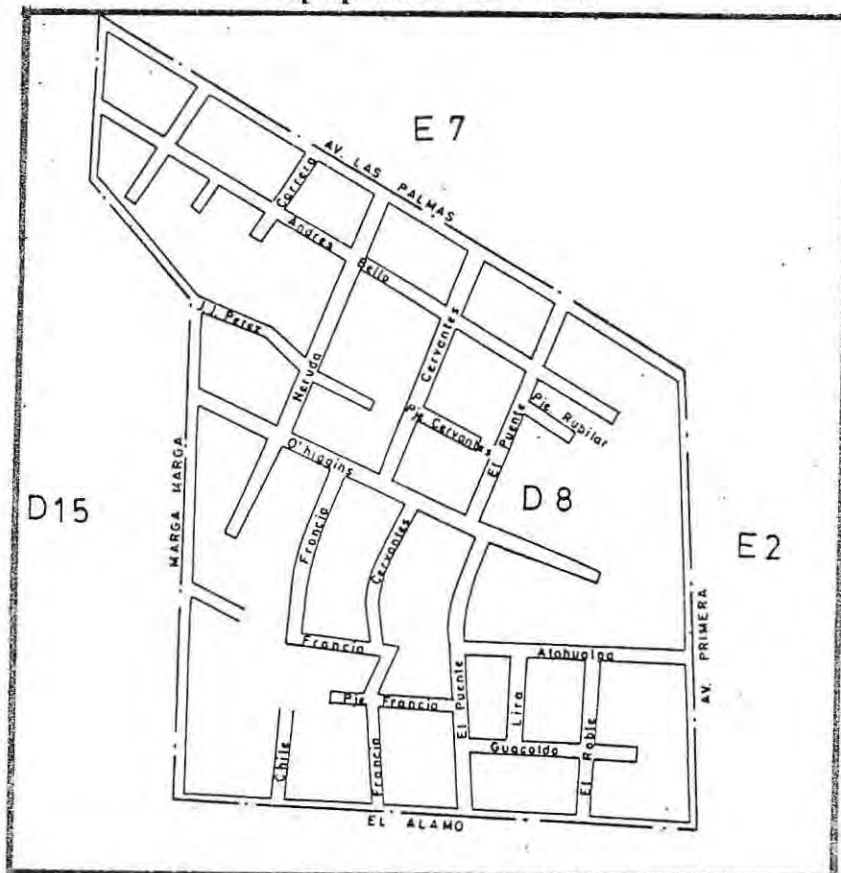 E 7
AV. LAS PALMAS
Carrera
Andres
Bello
J.J. Perez
Neruda
Cervantes
Pje. Cervantes
El Puente
Pje. Rubilar
O'higgins
D 8
D15
MARGA MARGA
E 2
Francia
Cervantes
AV. PRIMERA
Francia
Atahualpa
El Puente
Pje. Francia
Lira
Guacolda
El Roble
Chile
Francia
EL ALAMO